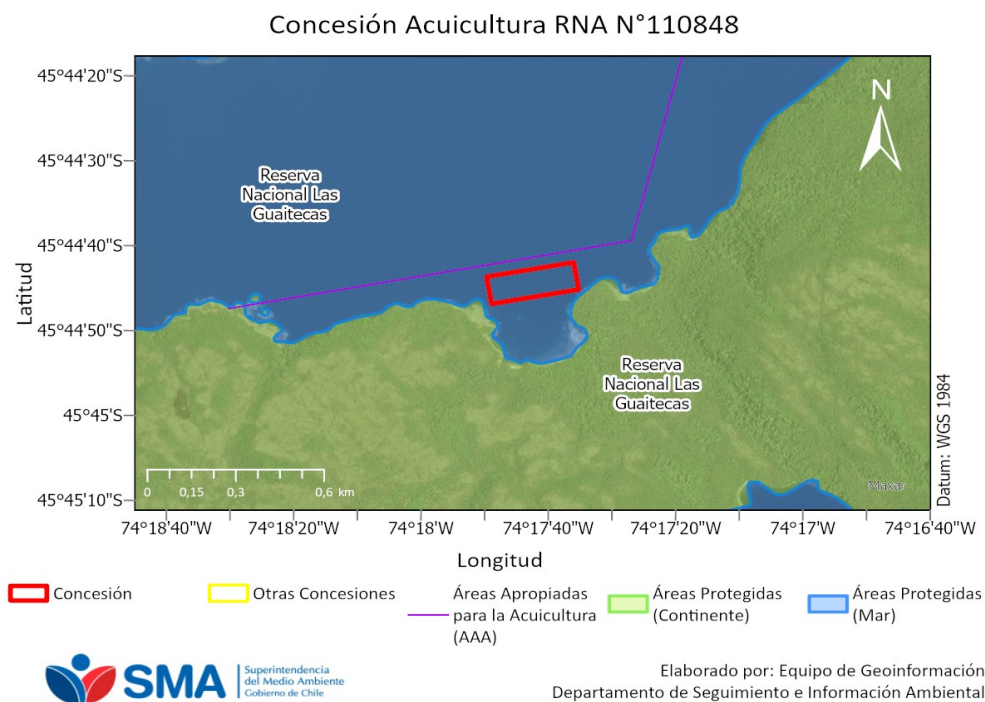 Concesión Acuicultura RNA N°110848
45°44'20"S
45°44'30"S
45°44'40"S
45°44'50"S
45°45'S
45°45'10"S
Latitud
N
Reserva
Nacional Las
Guaitecas
Reserva
Nacional Las
Guaitecas
Maxar
Datum: WGS 1984
0 0,15 0,3 0,6 km
74°18'40"W 74°18'20"W 74°18'W 74°17'40"W 74°17'20"W 74°17'W 74°16'40"W
Longitud
Concesión
Otras Concesiones
Áreas Apropiadas
para la Acuicultura
(AAA)
Áreas Protegidas
(Continente)
Áreas Protegidas
(Mar)
SMA
Superintendencia
del Medio Ambiente
Gobierno de Chile
Elaborado por: Equipo de Geoinformación
Departamento de Seguimiento e Información Ambiental